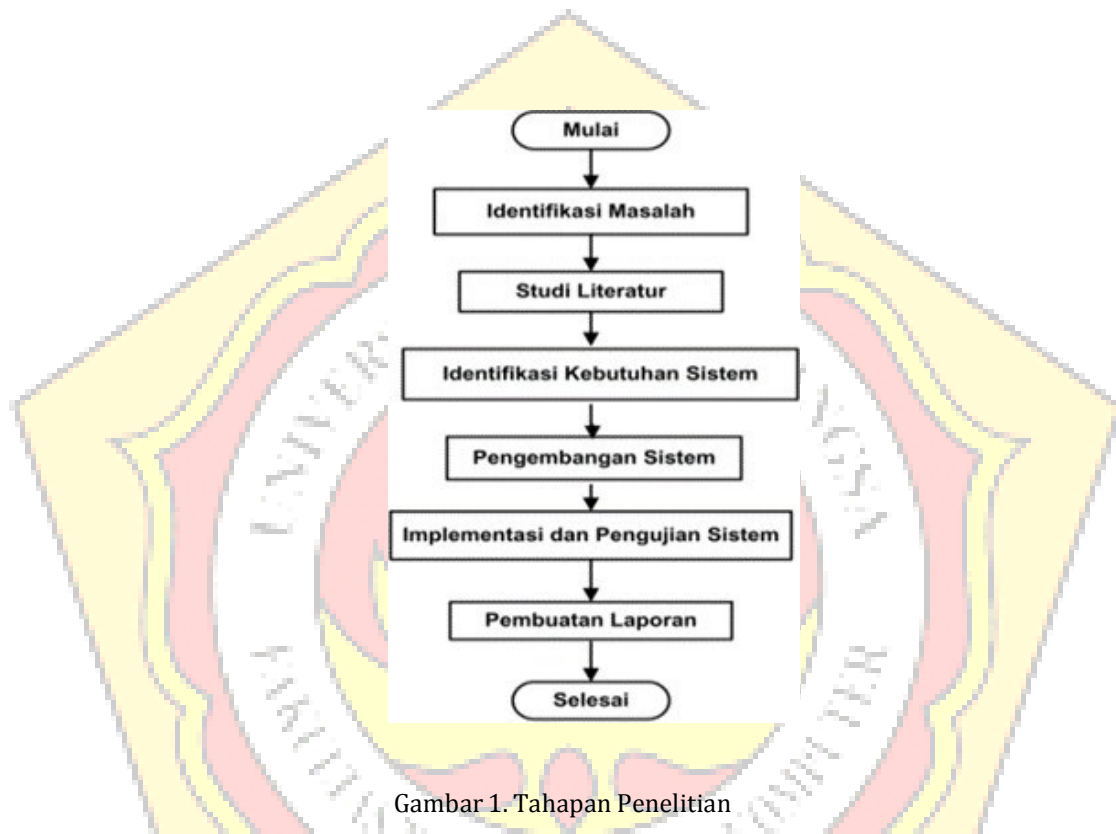 Mulai
Identifikasi Masalah
Studi Literatur
Identifikasi Kebutuhan Sistem
Pengembangan Sistem
Implementasi dan Pengujian Sistem
Pembuatan Laporan
Selesai
Gambar 1. Tahapan Penelitian